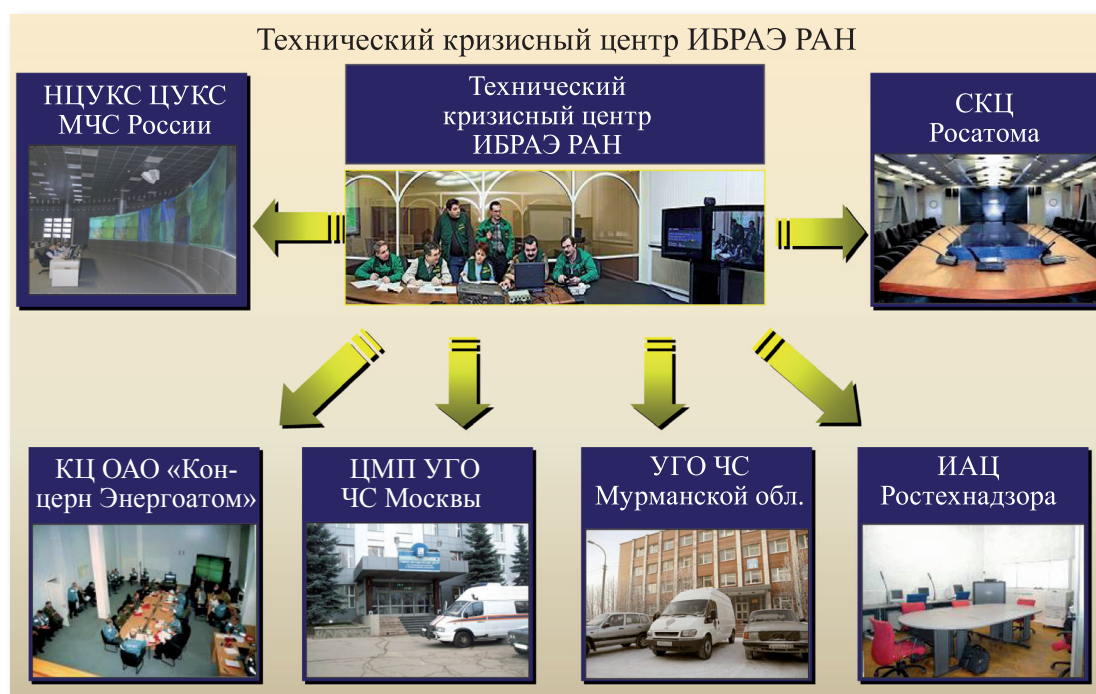 Технический кризисный центр ИБРАЭ РАН
НЦУКС ЦУКС
МЧС России
Технический
кризисный центр
ИБРАЭ РАН
СКЦ
Росатома
КЦ ОАО «Кон-
церн Энергоатом»
ЦМП УГО
ЧС Москвы
УГО ЧС
Мурманской обл.
ИАЦ
Ростехнадзора